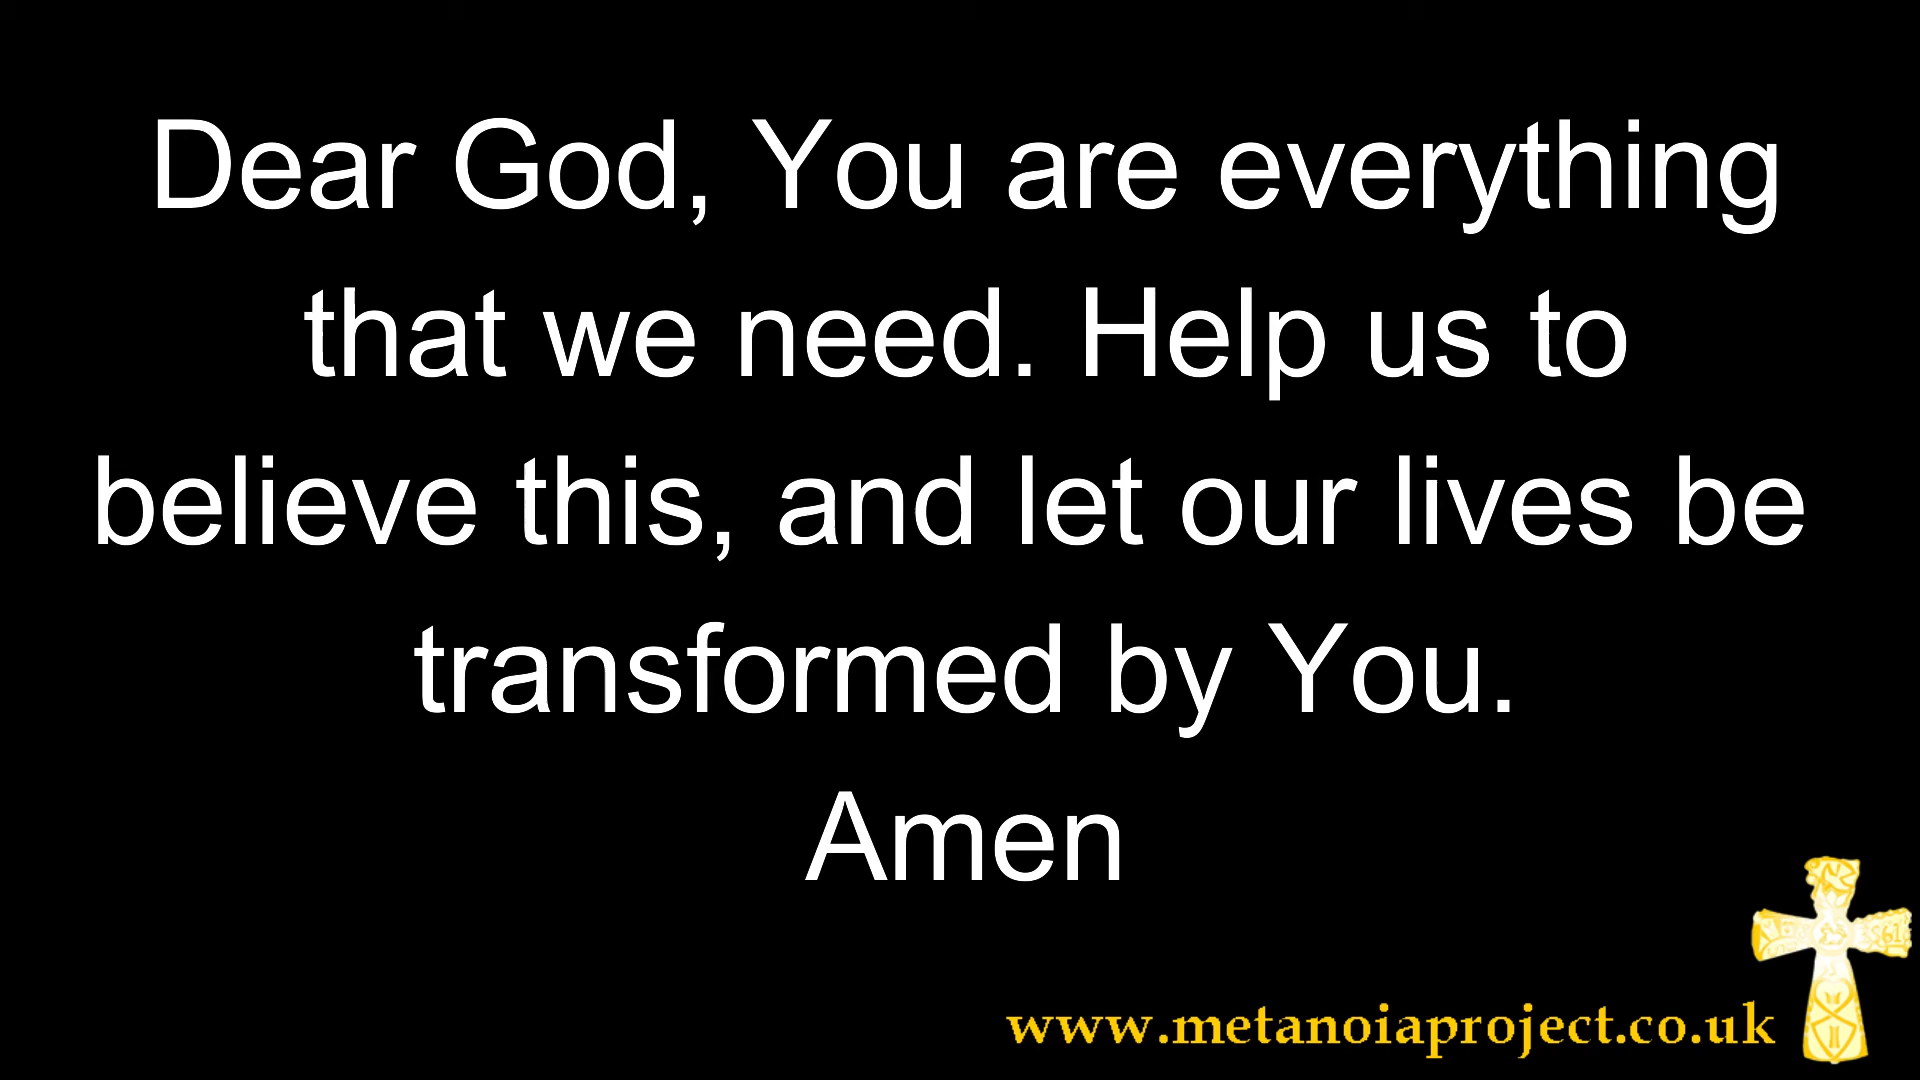 Dear God, You are everything
that we need. Help us to
believe this, and let our lives be
transformed by You.
Amen
www.metanoiaproject.co.uk